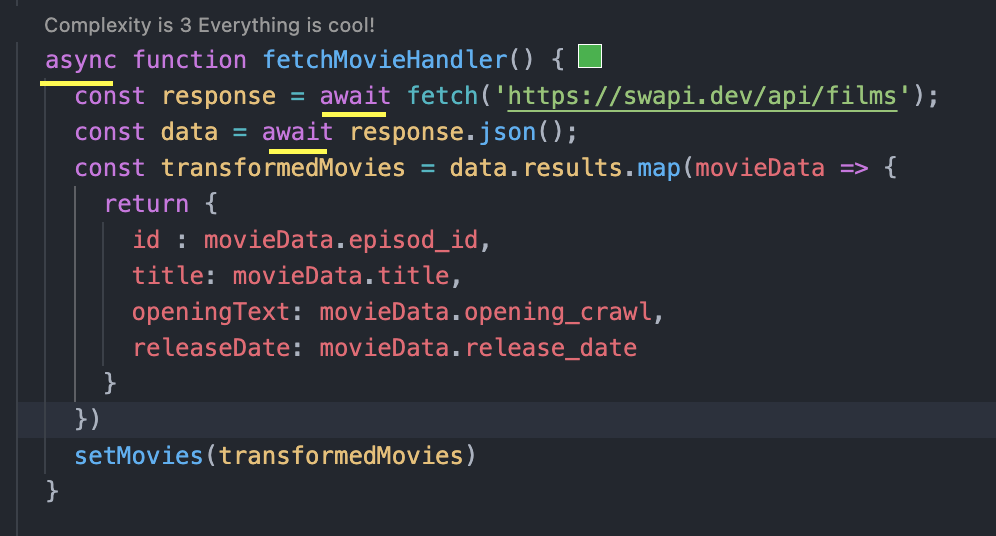 Complexity is 3 Everything is cool!
async function fetchMovieHandler() {
const response = await fetch('https://swapi.dev/api/films');
const data = await response.json();
const transformedMovies = data.results.map(movieData => {
return {
id : movieData.episod_id,
title: movieData.title,
openingText: movieData.opening_crawl,
releaseDate: movieData.release_date
}
})
setMovies(transformedMovies)
}